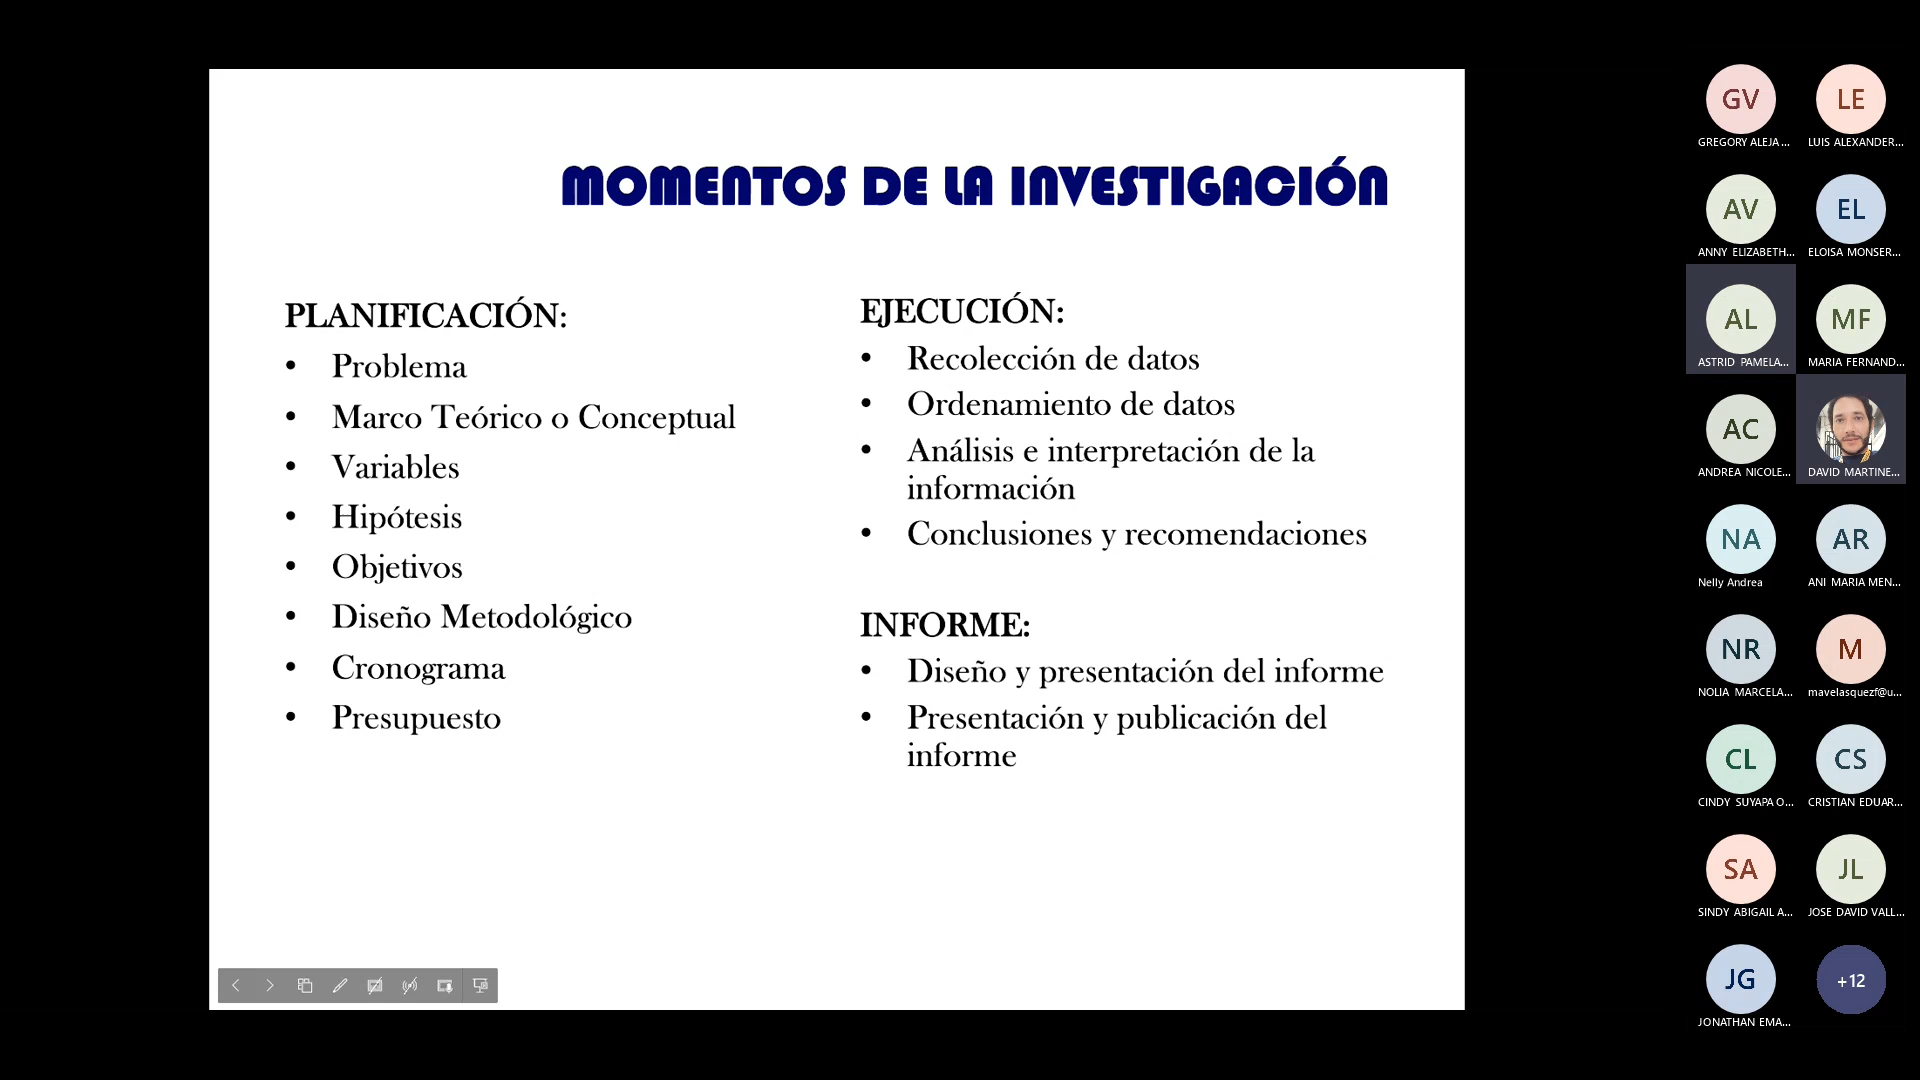 MOMENTOS DE LA INVESTIGACIÓN
PLANIFICACIÓN:
• Problema
• Marco Teórico o Conceptual
• Variables
• Hipótesis
• Objetivos
• Diseño Metodológico
• Cronograma
• Presupuesto
EJECUCIÓN:
• Recolección de datos
• Ordenamiento de datos
• Análisis e interpretación de la
información
• Conclusiones y recomendaciones
INFORME:
• Diseño y presentación del informe
• Presentación y publicación del
informe
GV
GREGORY ALEJA...
LE
LUIS ALEXANDER...
AV
ANNY ELIZABETH...
EL
ELOISA MONSER...
AL
ASTRID PAMELA...
MF
MARIA FERNAND...
AC
ANDREA NICOLE...
DAVID MARTINE...
NA
Nelly Andrea
AR
ANI MARIA MEN...
NR
NOLIA MARCELA...
M
mavelasquezf@u...
CL
CINDY SUYAPA O...
CS
CRISTIAN EDUAR...
SA
SINDY ABIGAIL A...
JL
JOSE DAVID VALL...
JG
JONATHAN EMA...
+12